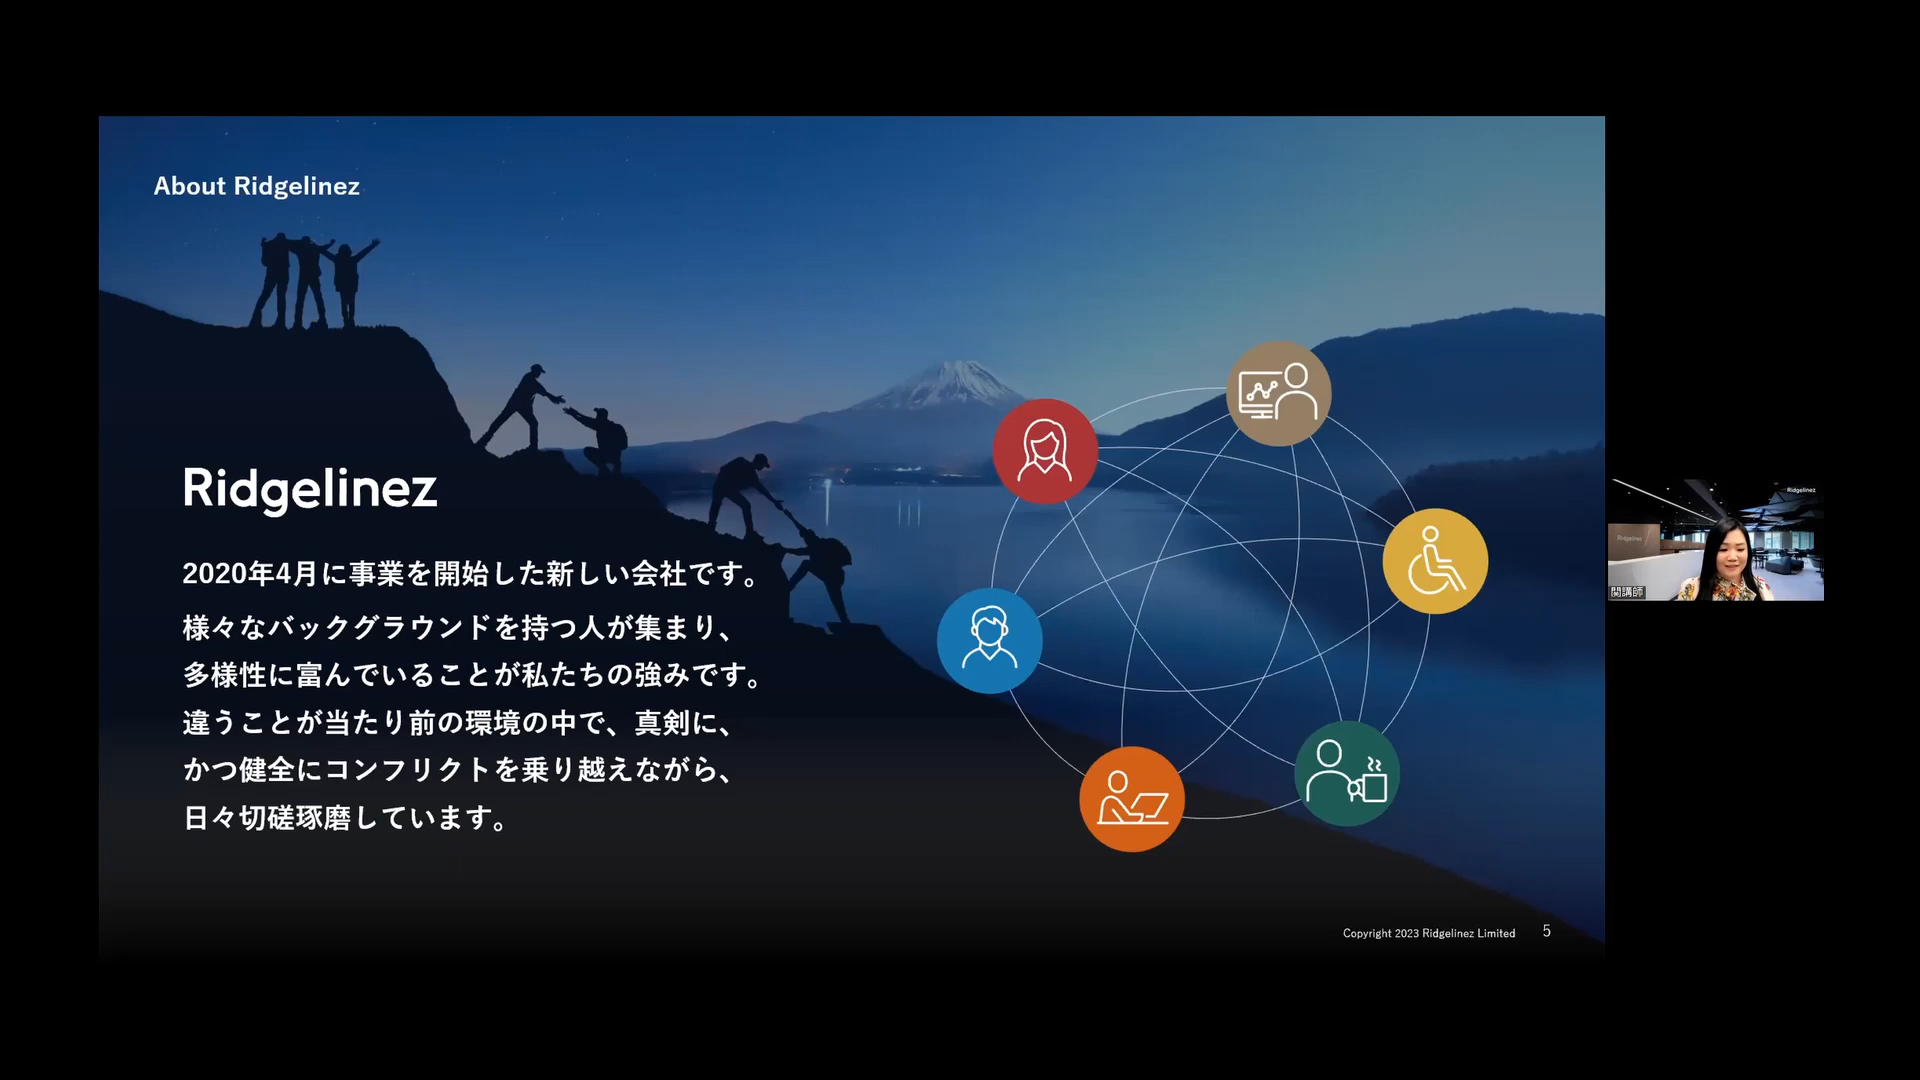 About Ridgelinez
Ridgelinez
2020年4月に事業を開始した新しい会社です。
様々なバックグラウンドを持つ人が集まり、
多様性に富んでいることが私たちの強みです。
違うことが当たり前の環境の中で、真剣に、
かつ健全にコンフリクトを乗り越えながら、
日々切磋琢磨しています。
Copyright 2023 Ridgelinez Limited
5
Ridgelinez
Ridgelinez
関講師